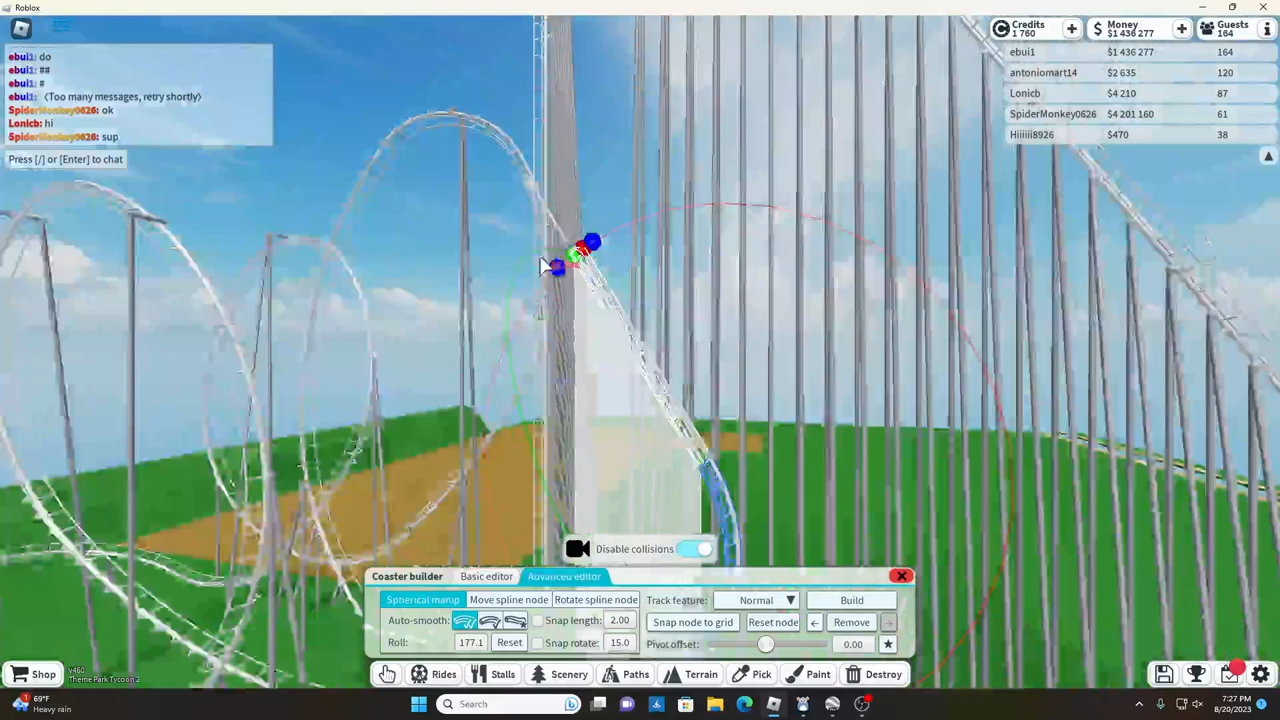 Roblox
Credits
1 760
Money
$1 436 277
Guests
164
ebui1 $1 436 277 164
antoniomart14 $2 635 120
Lonicb $4 210 87
SpiderMonkey0626 $4 201 160 61
Hiiiiii8926 $470 38
ebui1: do
ebui1: ##
ebui1: #
ebui1: 〈Too many messages, retry shortly〉
SpiderMonkey0626: ok
Lonicb: hi
SpiderMonkey0626: sup
Press [/] or [Enter] to chat
Disable collisions
Coaster builder Basic editor Advanced editor
Spherical manip Move spline node Rotate spline node Track feature: Normal ▼ Build
Auto-smooth: Snap length: 2.00 Snap node to grid Reset node ← Remove →
Roll: 177.1 Reset Snap rotate: 15.0 Pivot offset: 0.00 ★
Shop
v460
Theme Park Tycoon 2
Rides Stalls Scenery Paths Terrain Pick Paint Destroy
1
69°F
Heavy rain
Search
7:27 PM
8/20/2023